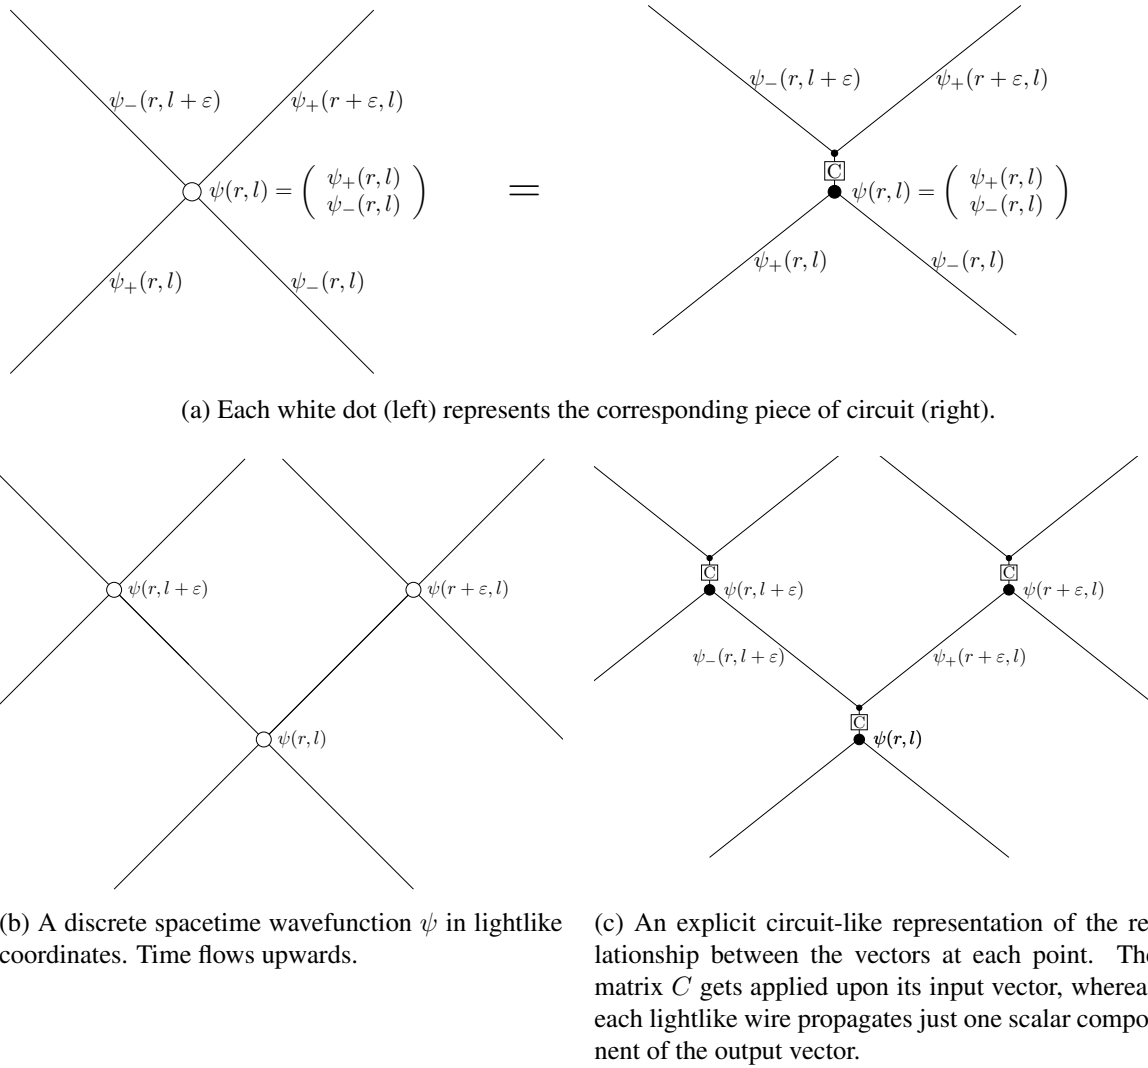 ψ₋(r, l + ε) ψ₊(r + ε, l)
ψ(r, l) = ( ψ₊(r, l)
ψ₋(r, l) )
ψ₊(r, l) ψ₋(r, l)
=
ψ₋(r, l + ε) ψ₊(r + ε, l)
C
ψ(r, l) = ( ψ₊(r, l)
ψ₋(r, l) )
ψ₊(r, l) ψ₋(r, l)
(a) Each white dot (left) represents the corresponding piece of circuit (right).
ψ(r, l + ε) ψ(r + ε, l)
ψ(r, l)
(b) A discrete spacetime wavefunction ψ in lightlike
coordinates. Time flows upwards.
C C
ψ(r, l + ε) ψ(r + ε, l)
ψ₋(r, l + ε) ψ₊(r + ε, l)
C
ψ(r, l)
(c) An explicit circuit-like representation of the re-
lationship between the vectors at each point. The
matrix C gets applied upon its input vector, wherea
each lightlike wire propagates just one scalar compo-
nent of the output vector.